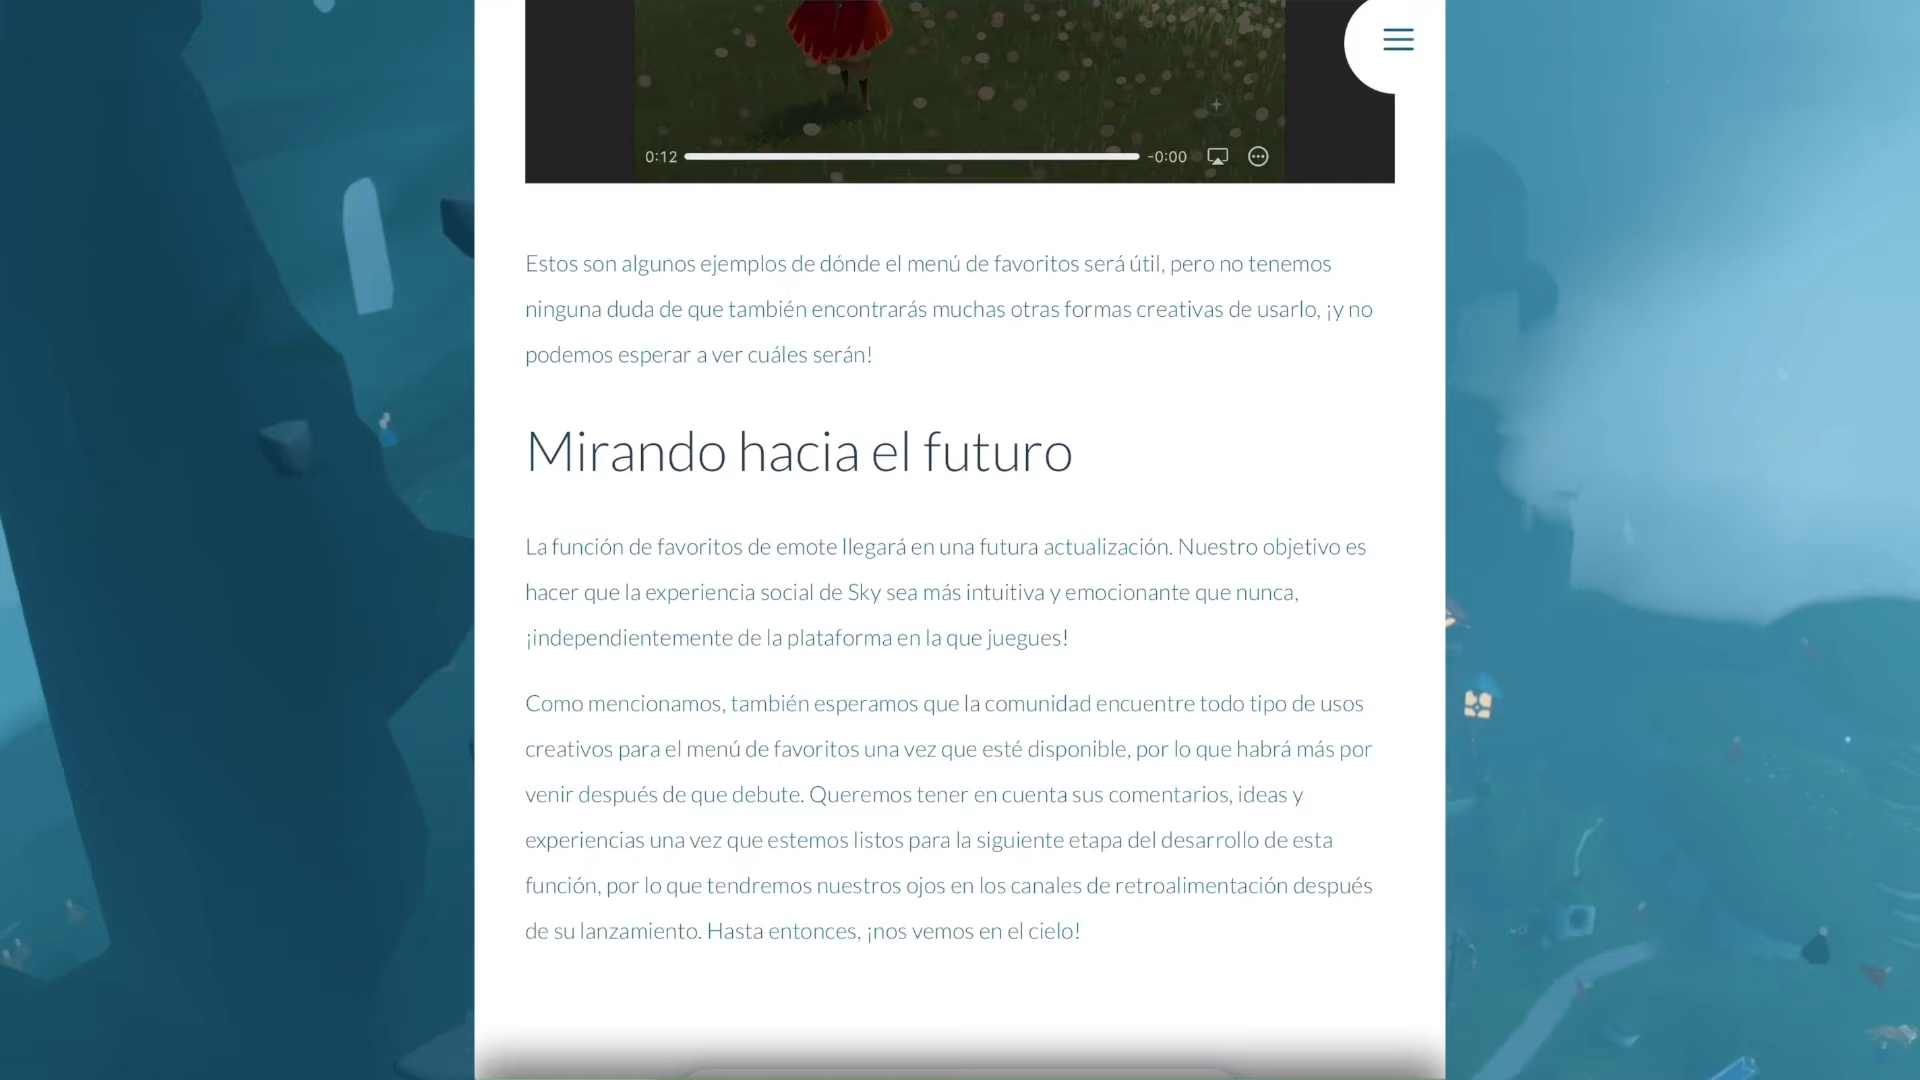 0:12
-0:00
Estos son algunos ejemplos de dónde el menú de favoritos será útil, pero no tenemos
ninguna duda de que también encontrarás muchas otras formas creativas de usarlo, ¡y no
podemos esperar a ver cuáles serán!
Mirando hacia el futuro
La función de favoritos de emote llegará en una futura actualización. Nuestro objetivo es
hacer que la experiencia social de Sky sea más intuitiva y emocionante que nunca,
¡independientemente de la plataforma en la que juegues!
Como mencionamos, también esperamos que la comunidad encuentre todo tipo de usos
creativos para el menú de favoritos una vez que esté disponible, por lo que habrá más por
venir después de que debute. Queremos tener en cuenta sus comentarios, ideas y
experiencias una vez que estemos listos para la siguiente etapa del desarrollo de esta
función, por lo que tendremos nuestros ojos en los canales de retroalimentación después
de su lanzamiento. Hasta entonces, ¡nos vemos en el cielo!